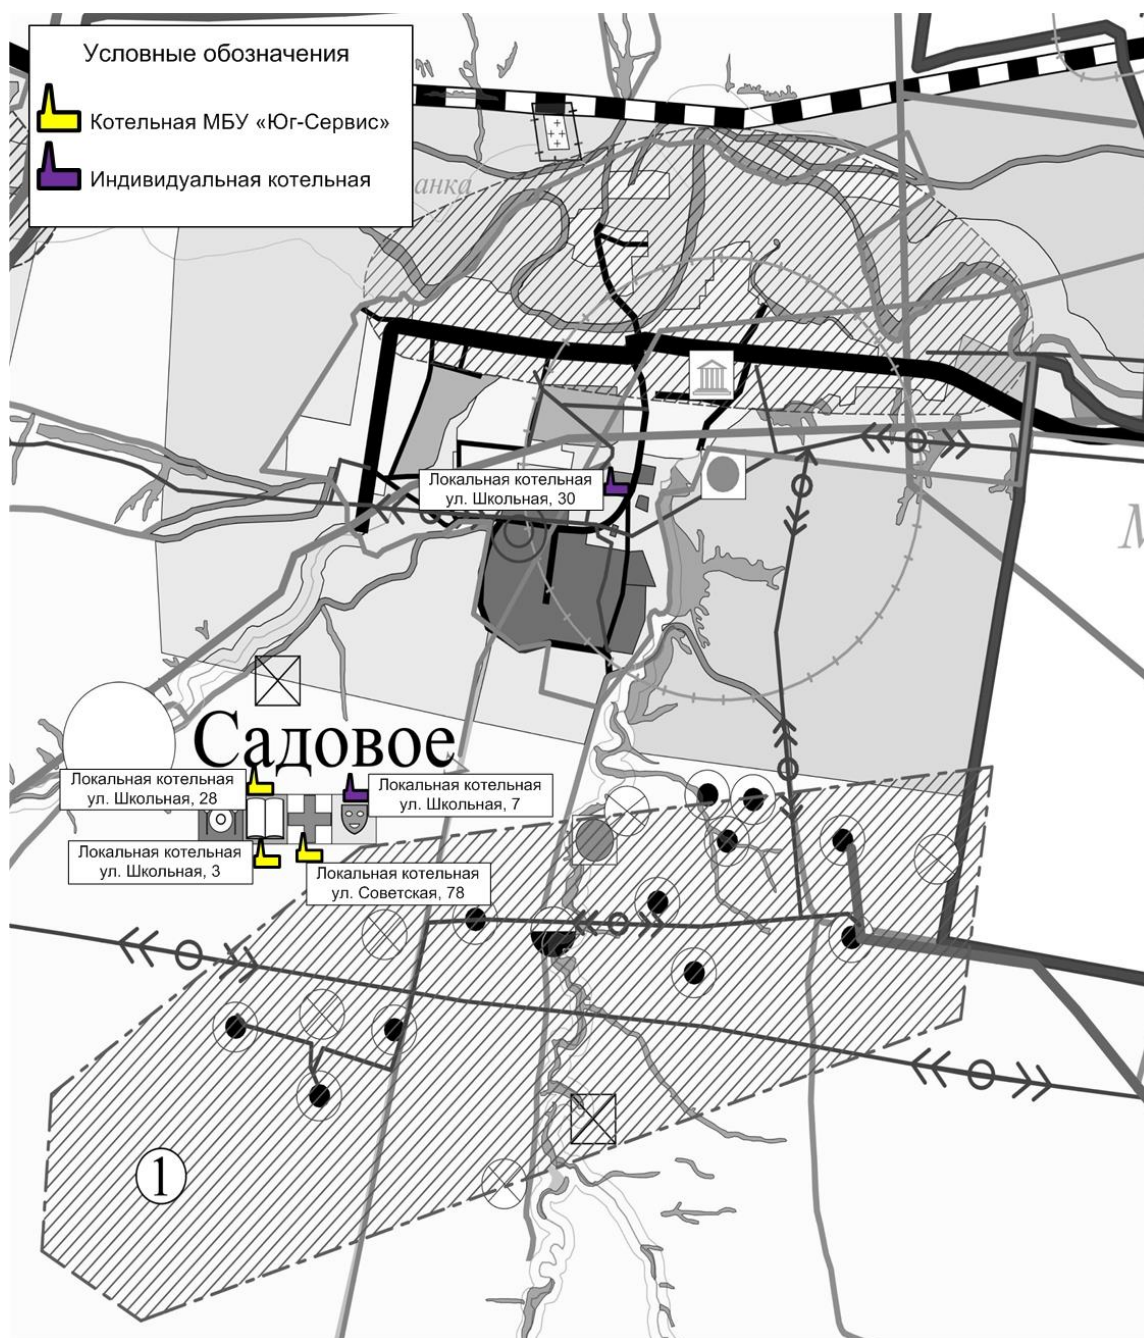 Условные обозначения
Котельная МБУ «Юг-Сервис»
Индивидуальная котельная
анка
Локальная котельная
ул. Школьная, 30
М
Садовое
Локальная котельная
ул. Школьная, 28
Локальная котельная
ул. Школьная, 7
Локальная котельная
ул. Школьная, 3
Локальная котельная
ул. Советская, 78
1